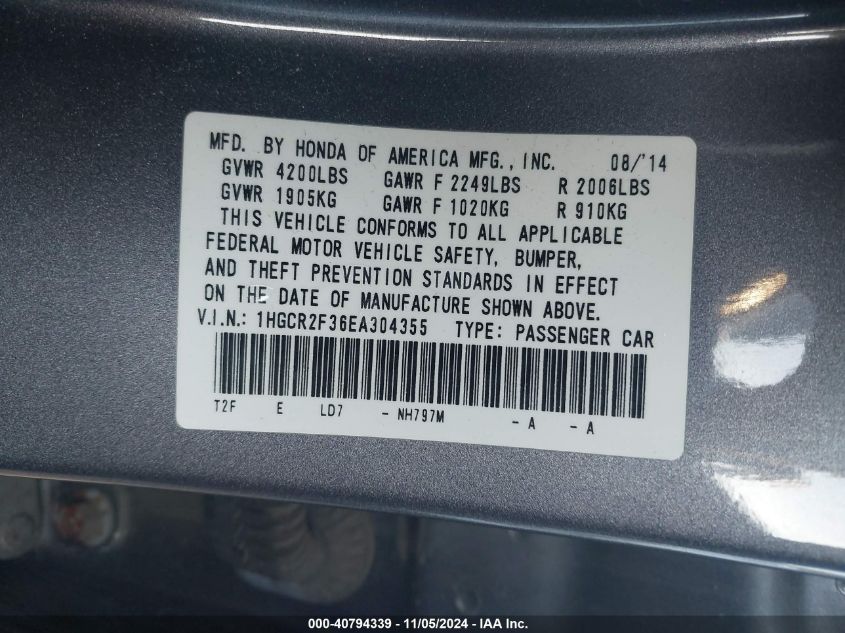 MFD. BY HONDA OF AMERICA MFG., INC. 08/'14
GVWR 4200LBS GAWR F 2249LBS R 2006LBS
GVWR 1905KG GAWR F 1020KG R 910KG
THIS VEHICLE CONFORMS TO ALL APPLICABLE
FEDERAL MOTOR VEHICLE SAFETY, BUMPER,
AND THEFT PREVENTION STANDARDS IN EFFECT
ON THE DATE OF MANUFACTURE SHOWN ABOVE.
V.I.N.: 1HGCR2F36EA304355 TYPE: PASSENGER CAR
T2F E LD7 - NH797M - A - A
000-40794339 - 11/05/2024 - IAA Inc.